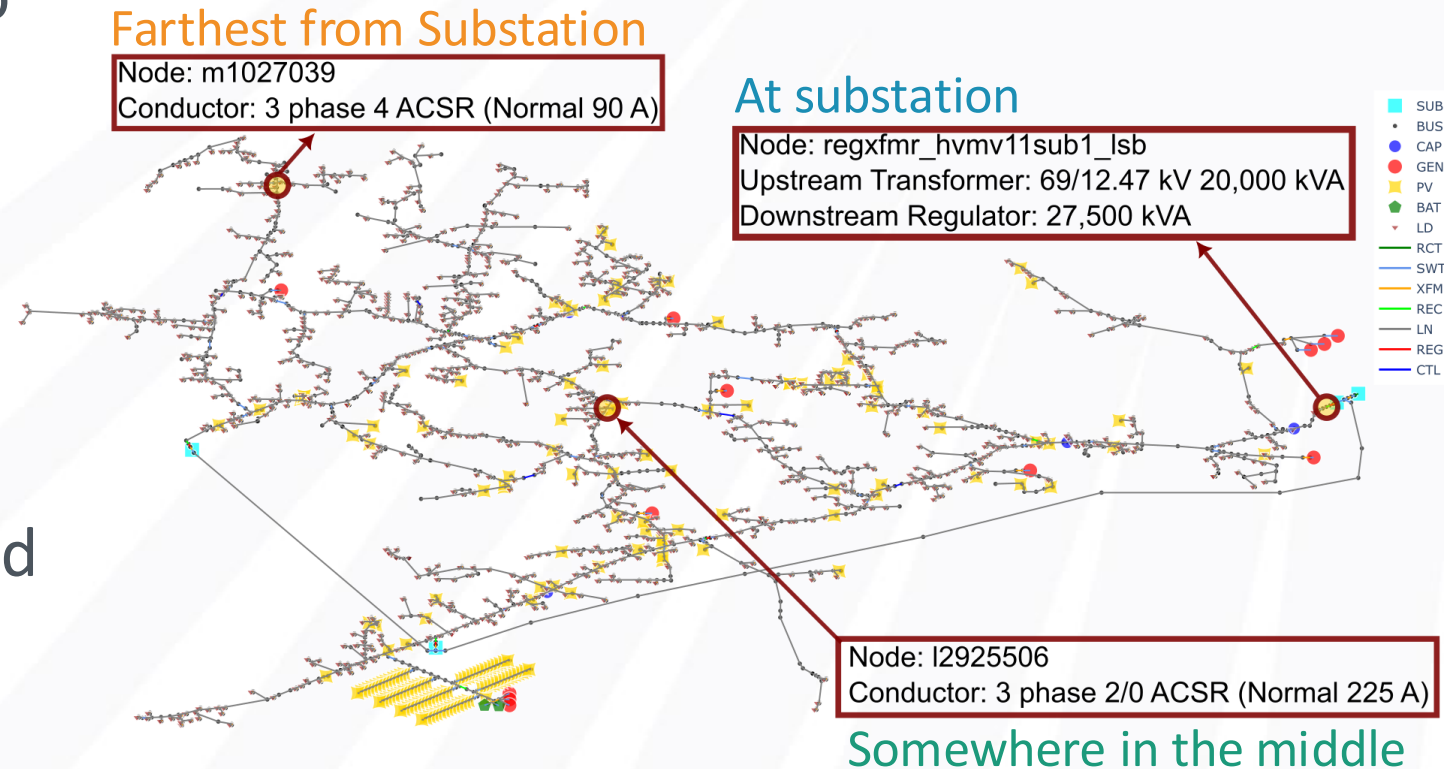 Farthest from Substation
Node: m1027039
Conductor: 3 phase 4 ACSR (Normal 90 A)
At substation
Node: regxfmr_hvmv11sub1_lsb
Upstream Transformer: 69/12.47 kV 20,000 kVA
Downstream Regulator: 27,500 kVA
SUB
BUS
CAP
GEN
PV
BAT
LD
RCT
SWT
XFM
REC
LN
REG
CTL
d
Node: l2925506
Conductor: 3 phase 2/0 ACSR (Normal 225 A)
Somewhere in the middle